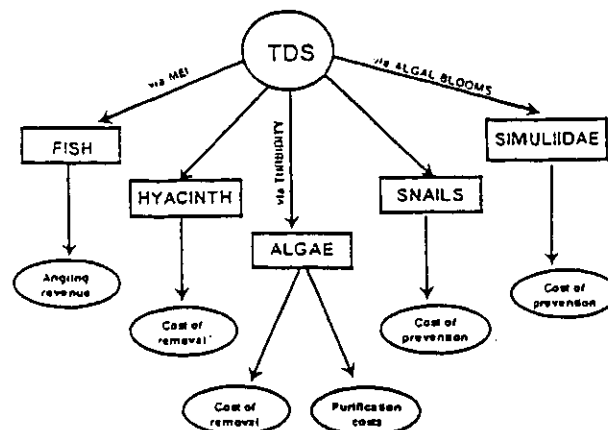 TDS
via MEI
via TURBIDITY
via ALGAL BLOOMS
FISH
HYACINTH
ALGAE
SNAILS
SIMULIIDAE
Angling
revenue
Cost of
removal
Cost of
removal
Purification
costs
Cost of
prevention
Cost of
prevention